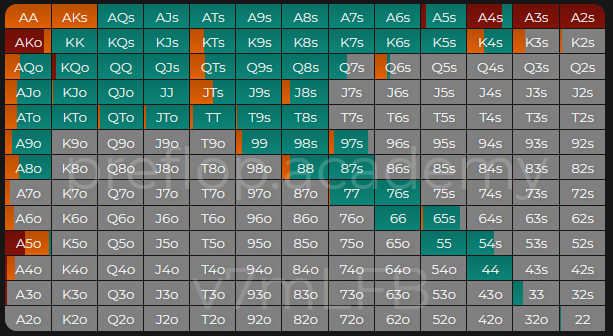 AA AKs AQs AJs ATs A9s A8s A7s A6s A5s A4s A3s A2s
AKo KK KQs KJs KTs K9s K8s K7s K6s K5s K4s K3s K2s
AQo KQo QQ QJs QTs Q9s Q8s Q7s Q6s Q5s Q4s Q3s Q2s
AJo KJo QJo JJ JTs J9s J8s J7s J6s J5s J4s J3s J2s
ATo KTo QTo JTo TT T9s T8s T7s T6s T5s T4s T3s T2s
A9o K9o Q9o J9o T9o 99 98s 97s 96s 95s 94s 93s 92s
preflop.academy
A8o K8o Q8o J8o T8o 98o 88 87s 86s 85s 84s 83s 82s
A7o K7o Q7o J7o T7o 97o 87o 77 76s 75s 74s 73s 72s
A6o K6o Q6o J6o T6o 96o 86o 76o 66 65s 64s 63s 62s
A5o K5o Q5o J5o T5o 95o 85o 75o 65o 55 54s 53s 52s
A4o K4o Q4o J4o T4o 94o 84o 74o 64o 54o 44 43s 42s
v7mLFB
A3o K3o Q3o J3o T3o 93o 83o 73o 63o 53o 43o 33 32s
A2o K2o Q2o J2o T2o 92o 82o 72o 62o 52o 42o 32o 22